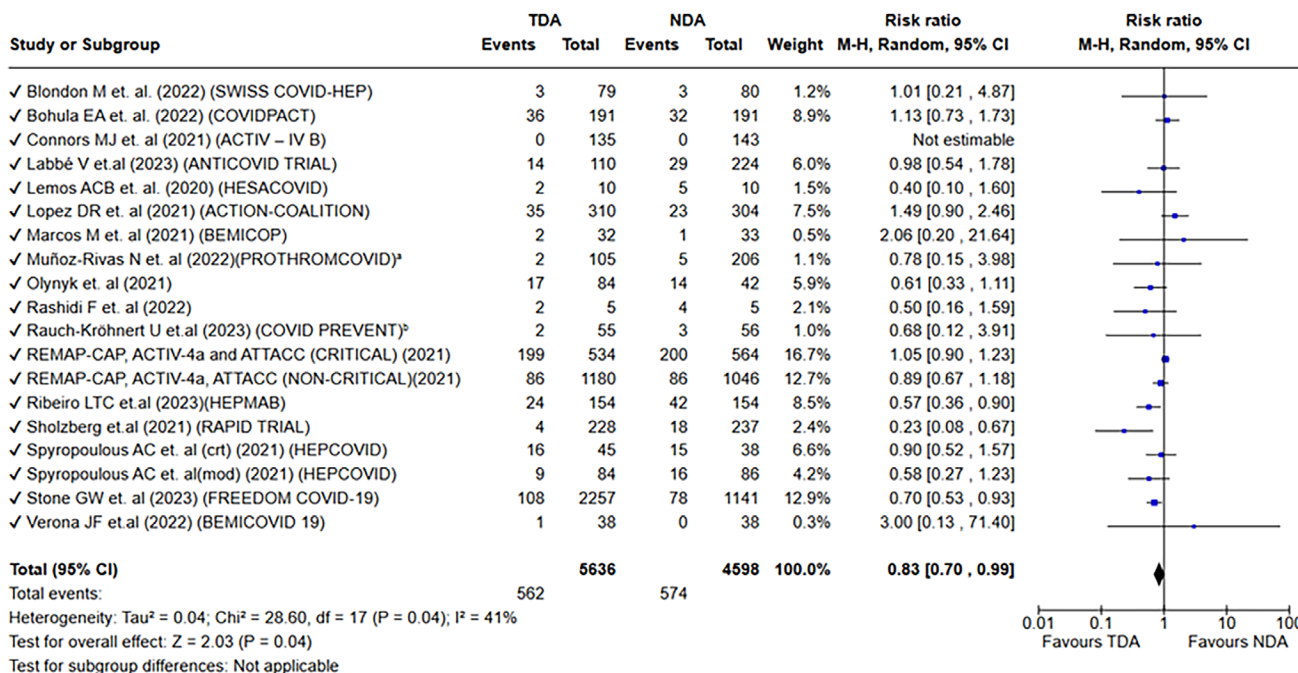 TDA NDA Risk ratio Risk ratio
Study or Subgroup Events Total Events Total Weight M-H, Random, 95% CI M-H, Random, 95% CI
✓ Blondon M et. al. (2022) (SWISS COVID-HEP) 3 79 3 80 1.2% 1.01 [0.21 , 4.87]
✓ Bohula EA et. al. (2022) (COVIDPACT) 36 191 32 191 8.9% 1.13 [0.73 , 1.73]
✓ Connors MJ et. al (2021) (ACTIV – IV B) 0 135 0 143 Not estimable
✓ Labbé V et.al (2023) (ANTICOVID TRIAL) 14 110 29 224 6.0% 0.98 [0.54 , 1.78]
✓ Lemos ACB et. al. (2020) (HESACOVID) 2 10 5 10 1.5% 0.40 [0.10 , 1.60]
✓ Lopez DR et. al (2021) (ACTION-COALITION) 35 310 23 304 7.5% 1.49 [0.90 , 2.46]
✓ Marcos M et. al (2021) (BEMICOP) 2 32 1 33 0.5% 2.06 [0.20 , 21.64]
✓ Muñoz-Rivas N et. al (2022)(PROTHROMCOVID)ᵃ 2 105 5 206 1.1% 0.78 [0.15 , 3.98]
✓ Olynyk et. al (2021) 17 84 14 42 5.9% 0.61 [0.33 , 1.11]
✓ Rashidi F et. al 2022) 2 5 4 5 2.1% 0.50 [0.16 , 1.59]
✓ Rauch-Kröhnert U et.al (2023) (COVID PREVENT)ᵇ 2 55 3 56 1.0% 0.68 [0.12 , 3.91]
✓ REMAP-CAP, ACTIV-4a and ATTACC (CRITICAL) (2021) 199 534 200 564 16.7% 1.05 [0.90 , 1.23]
✓ REMAP-CAP, ACTIV-4a, ATTACC (NON-CRITICAL)(2021) 86 1180 86 1046 12.7% 0.89 [0.67 , 1.18]
✓ Ribeiro LTC et.al (2023)(HEPMAB) 24 154 42 154 8.5% 0.57 [0.36 , 0.90]
✓ Sholzberg et.al (2021) (RAPID TRIAL) 4 228 18 237 2.4% 0.23 [0.08 , 0.67]
✓ Spyropoulous AC et. al (crt) (2021) (HEPCOVID) 16 45 15 38 6.6% 0.90 [0.52 , 1.57]
✓ Spyropoulous AC et. al(mod) (2021) (HEPCOVID) 9 84 16 86 4.2% 0.58 [0.27 , 1.23]
✓ Stone GW et. al (2023) (FREEDOM COVID-19) 108 2257 78 1141 12.9% 0.70 [0.53 , 0.93]
✓ Verona JF et.al (2022) (BEMICOVID 19) 1 38 0 38 0.3% 3.00 [0.13 , 71.40]
Total (95% CI) 5636 4598 100.0% 0.83 [0.70 , 0.99]
Total events: 562 574
Heterogeneity: Tau² = 0.04; Chi² = 28.60, df = 17 (P = 0.04); I² = 41%
Test for overall effect: Z = 2.03 (P = 0.04)
Test for subgroup differences: Not applicable
0.01 0.1 1 10 100
Favours TDA Favours NDA